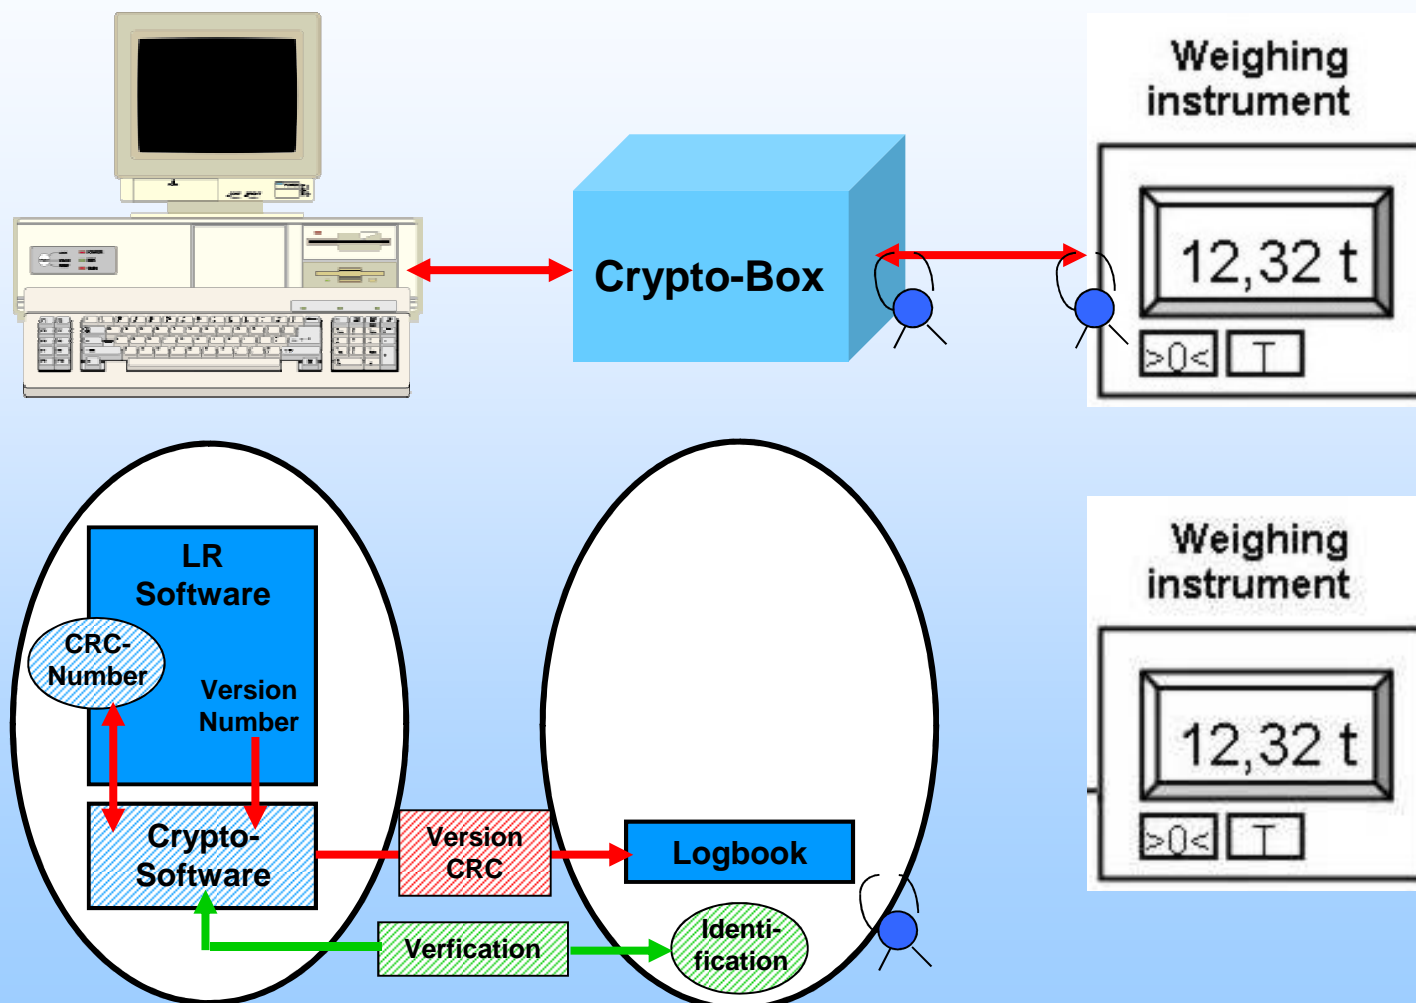 Weighing
instrument
12,32 t
>0<
T
Crypto-Box
LR
Software
CRC-
Number
Version
Number
Crypto-
Software
Version
CRC
Logbook
Verfication
Identi-
fication
Weighing
instrument
12,32 t
>0<
T